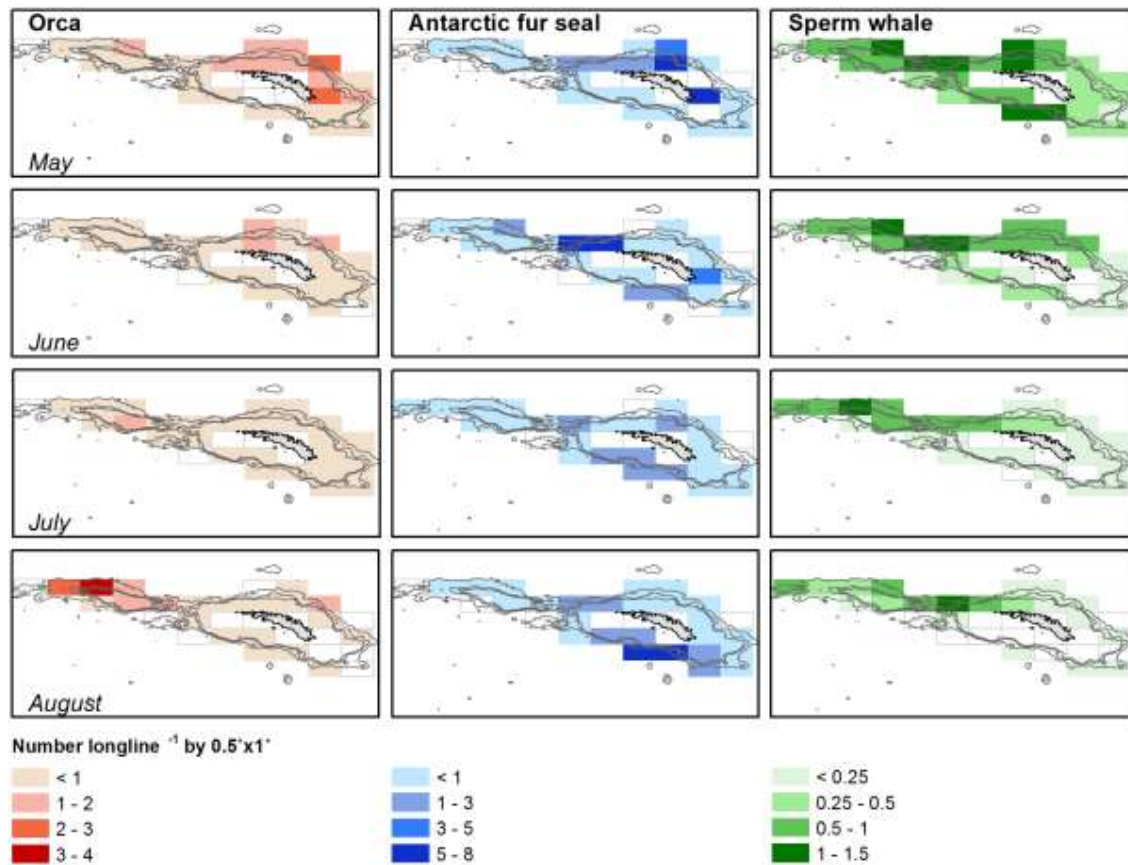 Orca
Antarctic fur seal
Sperm whale
May
June
July
August
Number longline ⁻¹ by 0.5°x1°
< 1
1 - 2
2 - 3
3 - 4
< 1
1 - 3
3 - 5
5 - 8
< 0.25
0.25 - 0.5
0.5 - 1
1 - 1.5